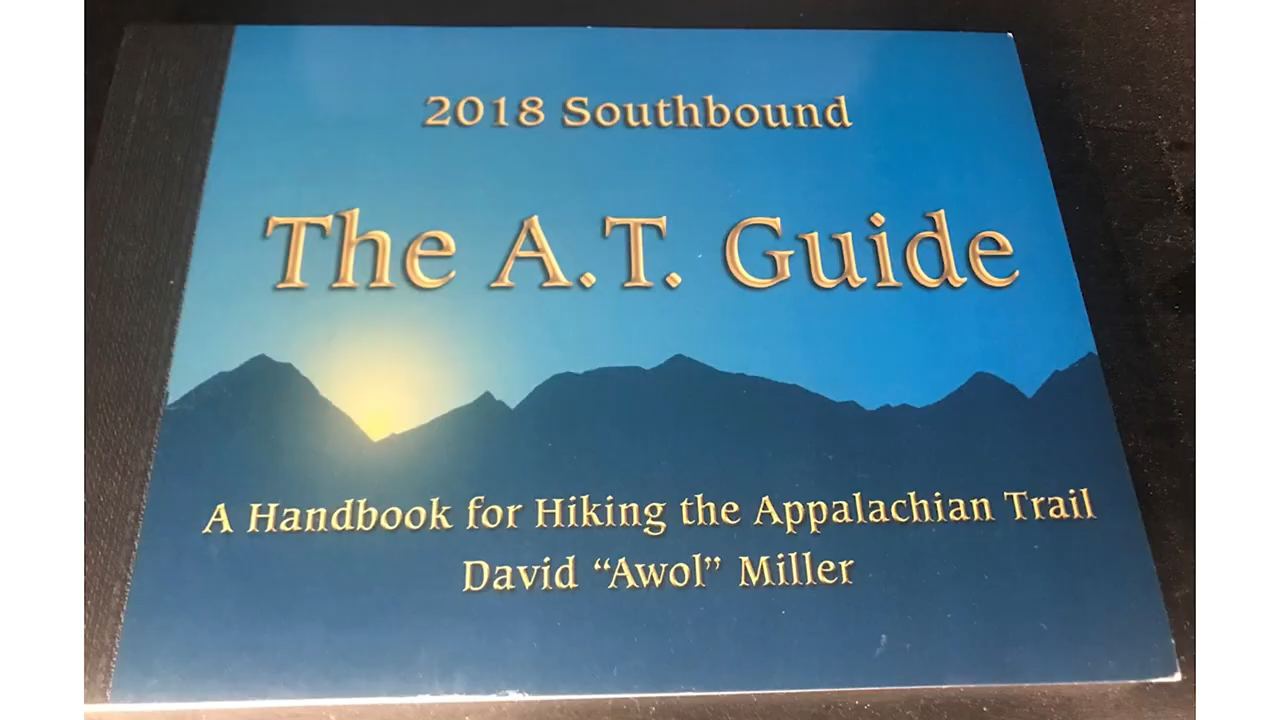 2018 Southbound
The A.T. Guide
A Handbook for Hiking the Appalachian Trail
David “Awol” Miller